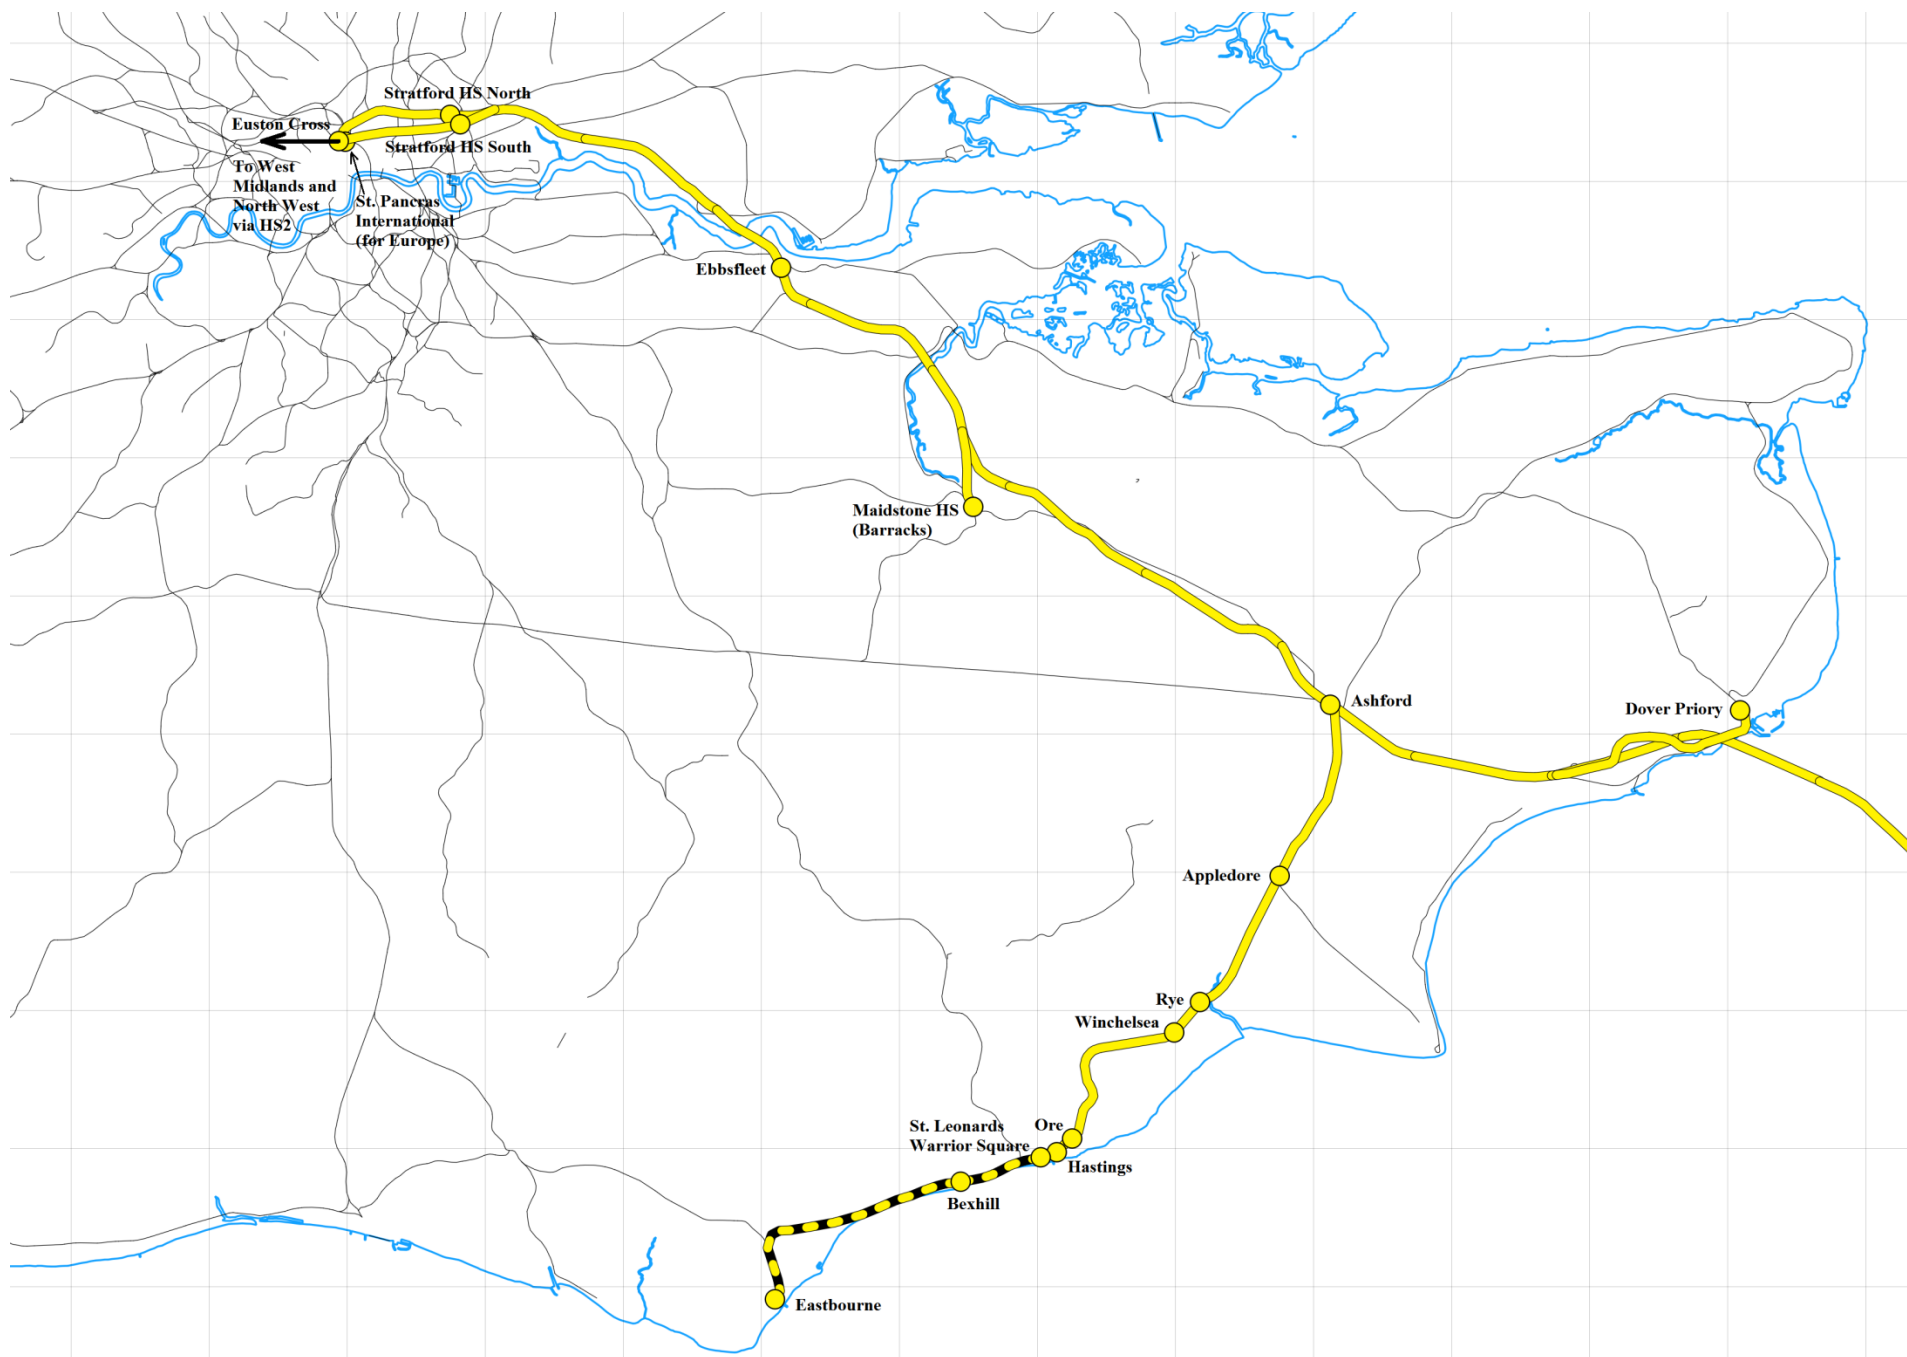 Stratford HS North
Euston Cross
Stratford HS South
To West
Midlands and
North West
via HS2
St. Pancras
International
(for Europe)
Ebbsfleet
Maidstone HS
(Barracks)
Ashford
Dover Priory
Appledore
Rye
Winchelsea
Ore
St. Leonards
Warrior Square
Hastings
Bexhill
Eastbourne